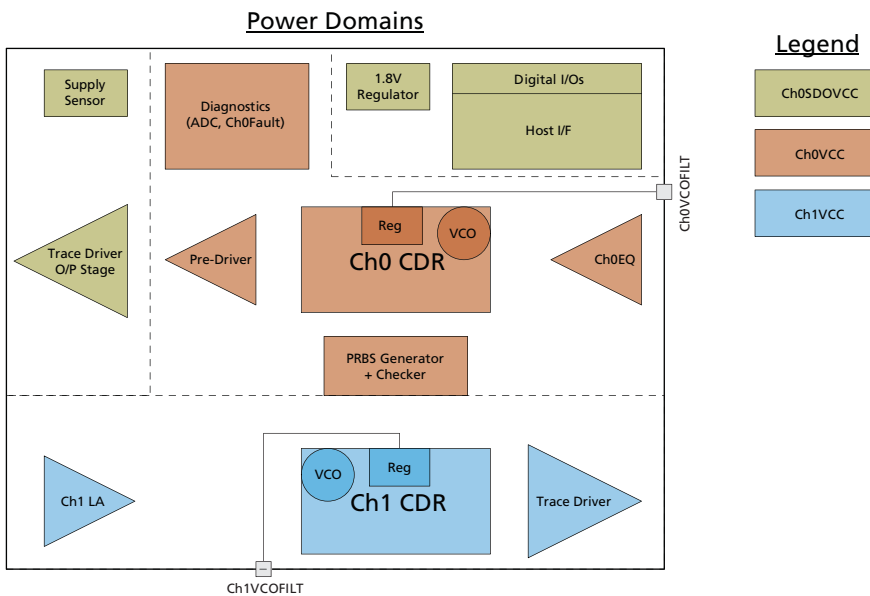 Power Domains
Legend
Supply
Sensor
Diagnostics
(ADC, Ch0Fault)
1.8V
Regulator
Digital I/Os
Host I/F
Ch0SDOVCC
Ch0VCC
Ch1VCC
Ch0VCOFILT
Trace Driver
O/P Stage
Pre-Driver
Reg
VCO
Ch0 CDR
Ch0EQ
PRBS Generator
+ Checker
Ch1 LA
VCO
Reg
Ch1 CDR
Trace Driver
Ch1VCOFILT